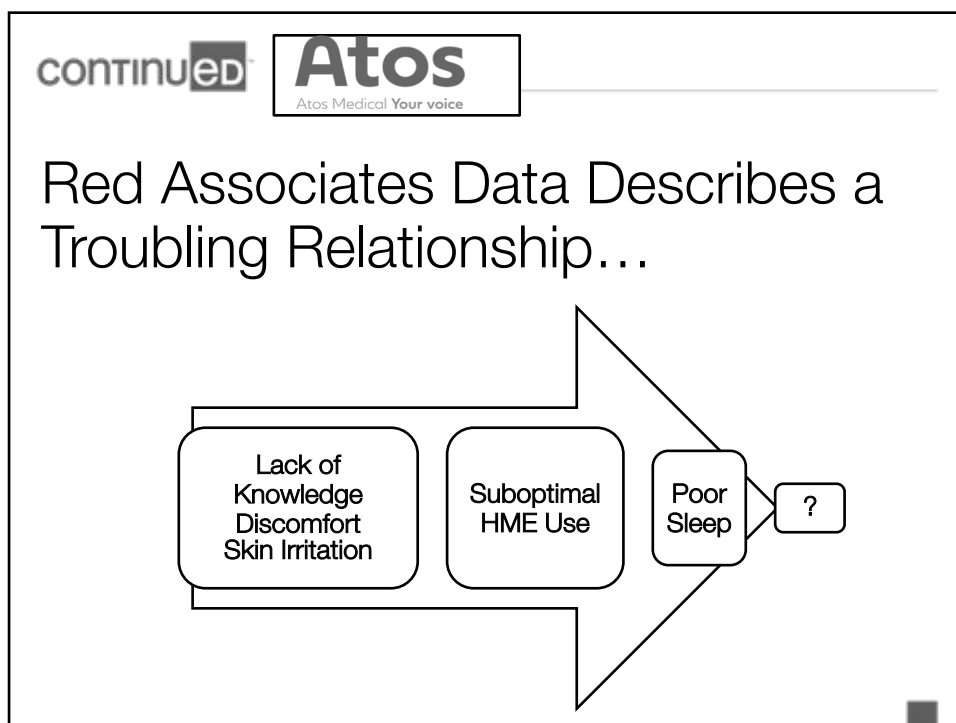 continued
Atos
Atos Medical Your voice
Red Associates Data Describes a
Troubling Relationship…
Lack of
Knowledge
Discomfort
Skin Irritation
Suboptimal
HME Use
Poor
Sleep
?